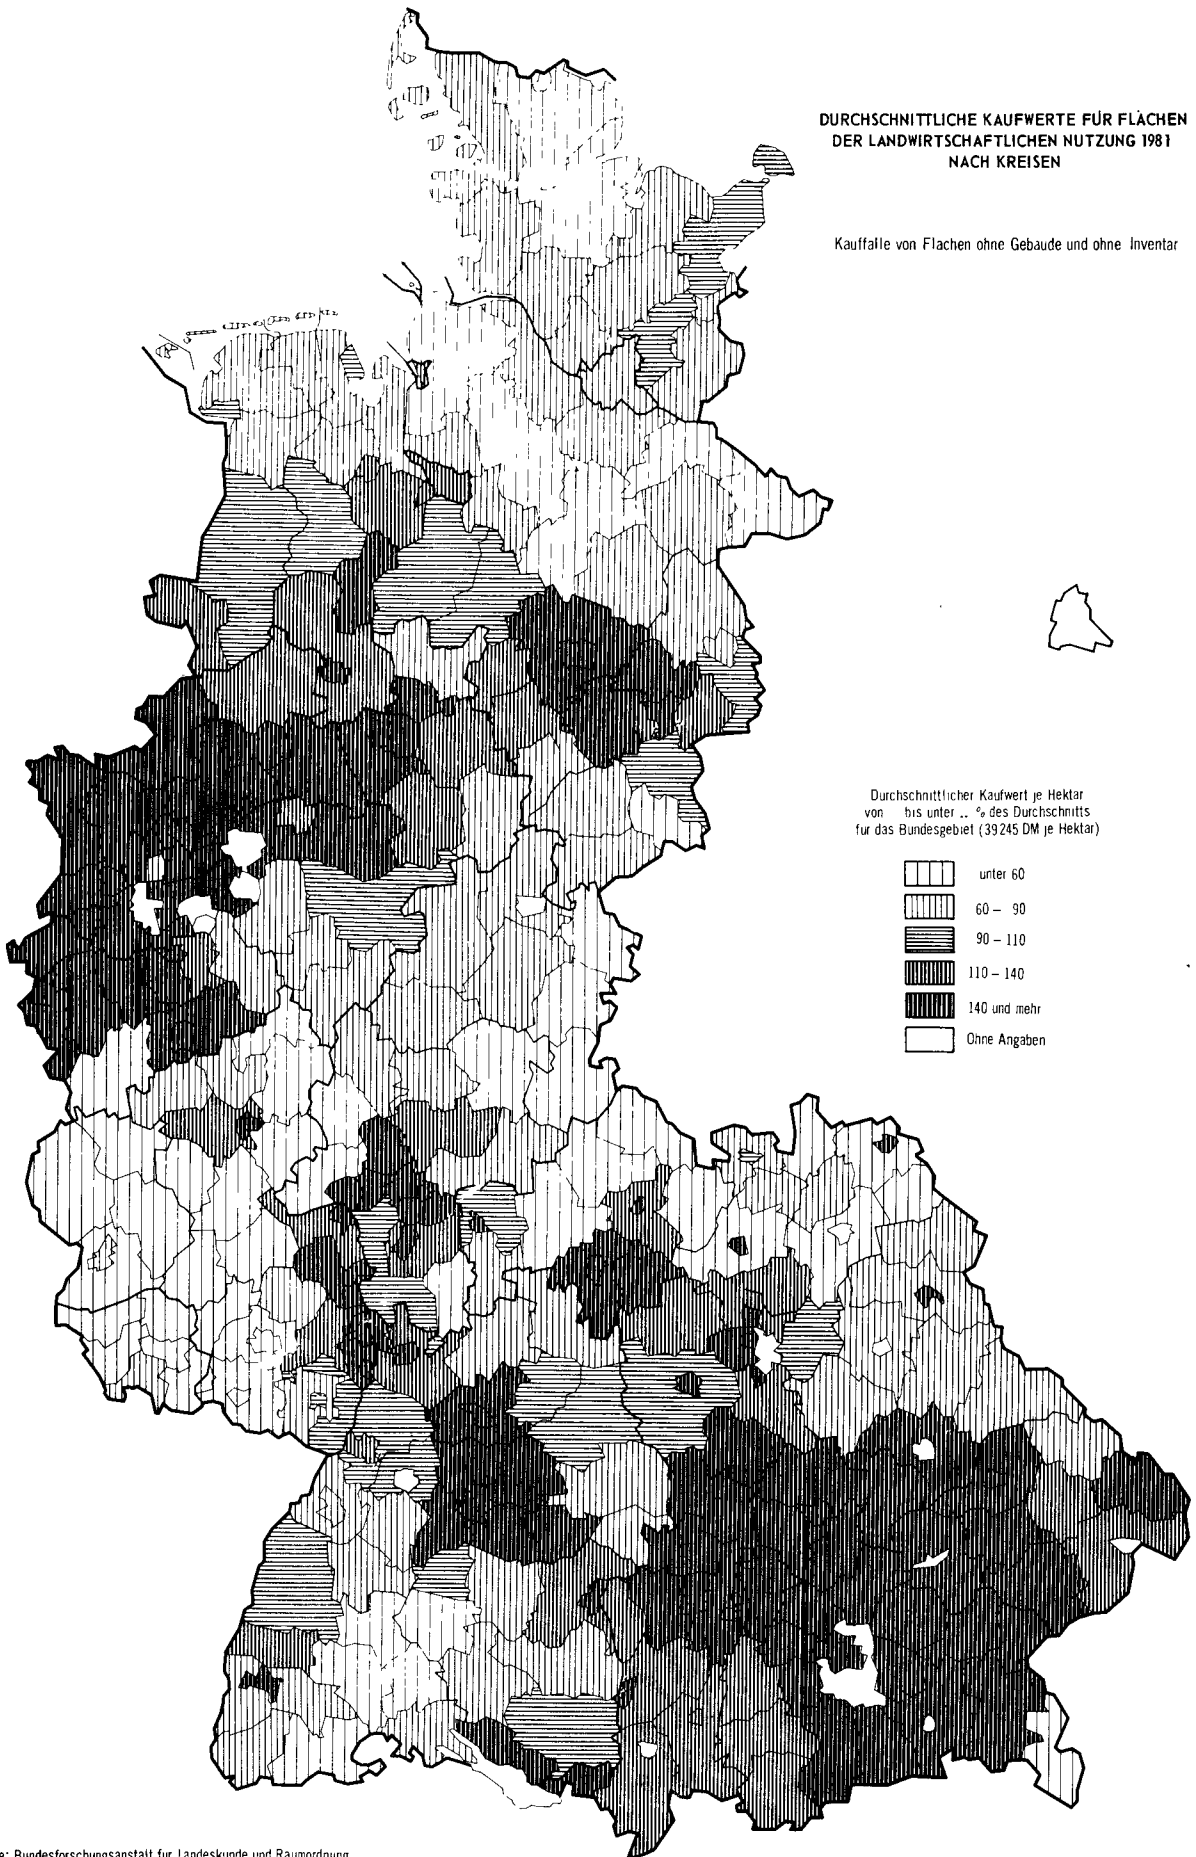 DURCHSCHNITTLICHE KAUFWERTE FÜR FLÄCHEN
DER LANDWIRTSCHAFTLICHEN NUTZUNG 1981
NACH KREISEN
Kauffalle von Flachen ohne Gebaude und ohne Inventar
Durchschnittlicher Kaufwert je Hektar
von bis unter .. % des Durchschnitts
fur das Bundesgebiet (39 245 DM je Hektar)
unter 60
60 – 90
90 – 110
110 – 140
140 und mehr
Ohne Angaben
e: Bundesforschungsanstalt fur Landeskunde und Raumordnung